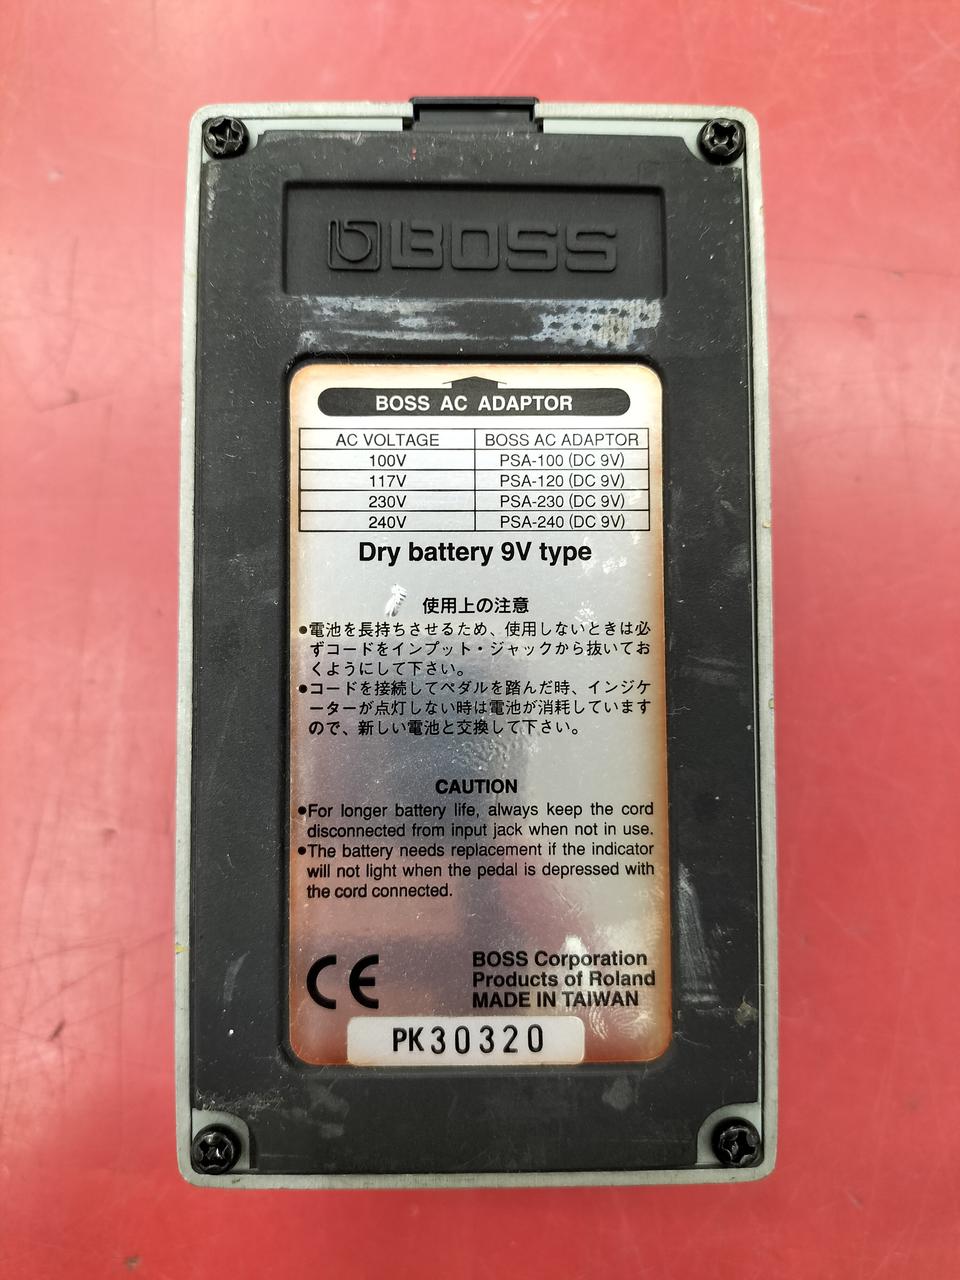 BOSS
BOSS AC ADAPTOR
AC VOLTAGE BOSS AC ADAPTOR
100V PSA-100 (DC 9V)
117V PSA-120 (DC 9V)
230V PSA-230 (DC 9V)
240V PSA-240 (DC 9V)
Dry battery 9V type
使用上の注意
●電池を長持ちさせるため、使用しないときは必
ずコードをインプット・ジャックから抜いてお
くようにして下さい。
●コードを接続してペダルを踏んだ時、インジケ
ーターが点灯しない時は電池が消耗しています
ので、新しい電池と交換して下さい。
CAUTION
●For longer battery life, always keep the cord
disconnected from input jack when not in use.
●The battery needs replacement if the indicator
will not light when the pedal is depressed with
the cord connected.
CE
BOSS Corporation
Products of Roland
MADE IN TAIWAN
PK30320